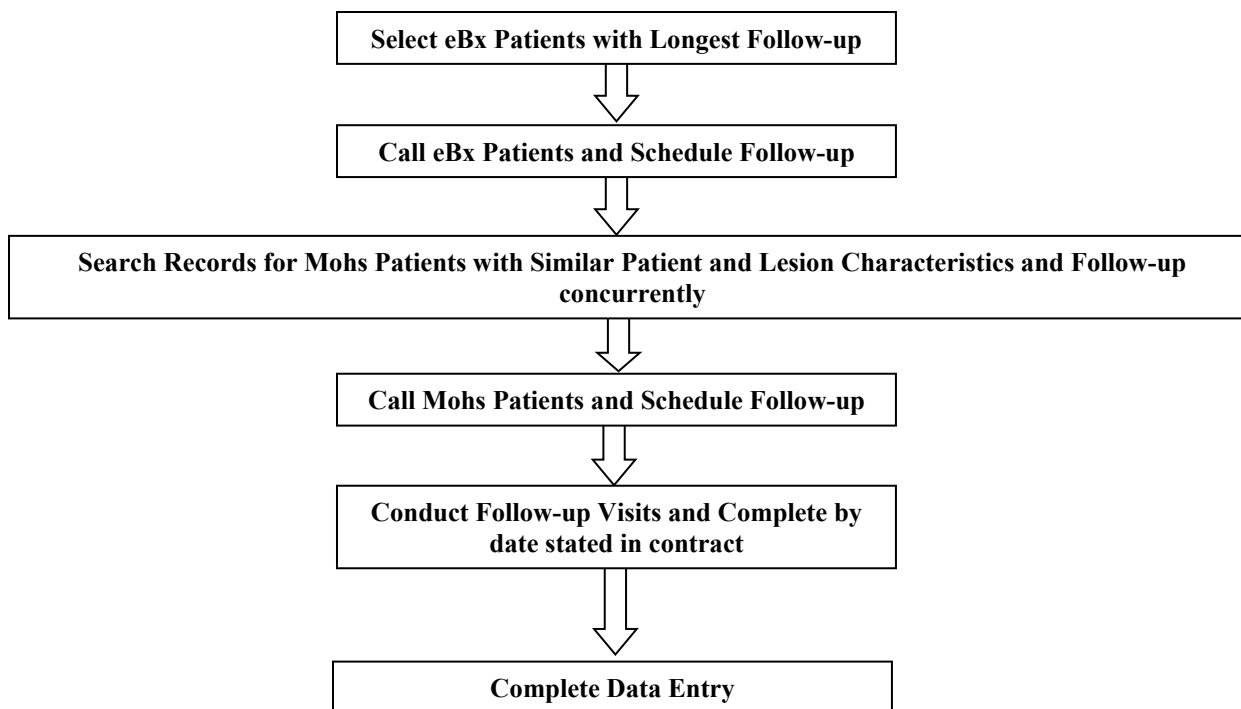 Select eBx Patients with Longest Follow-up
Call eBx Patients and Schedule Follow-up
Search Records for Mohs Patients with Similar Patient and Lesion Characteristics and Follow-up
concurrently
Call Mohs Patients and Schedule Follow-up
Conduct Follow-up Visits and Complete by
date stated in contract
Complete Data Entry